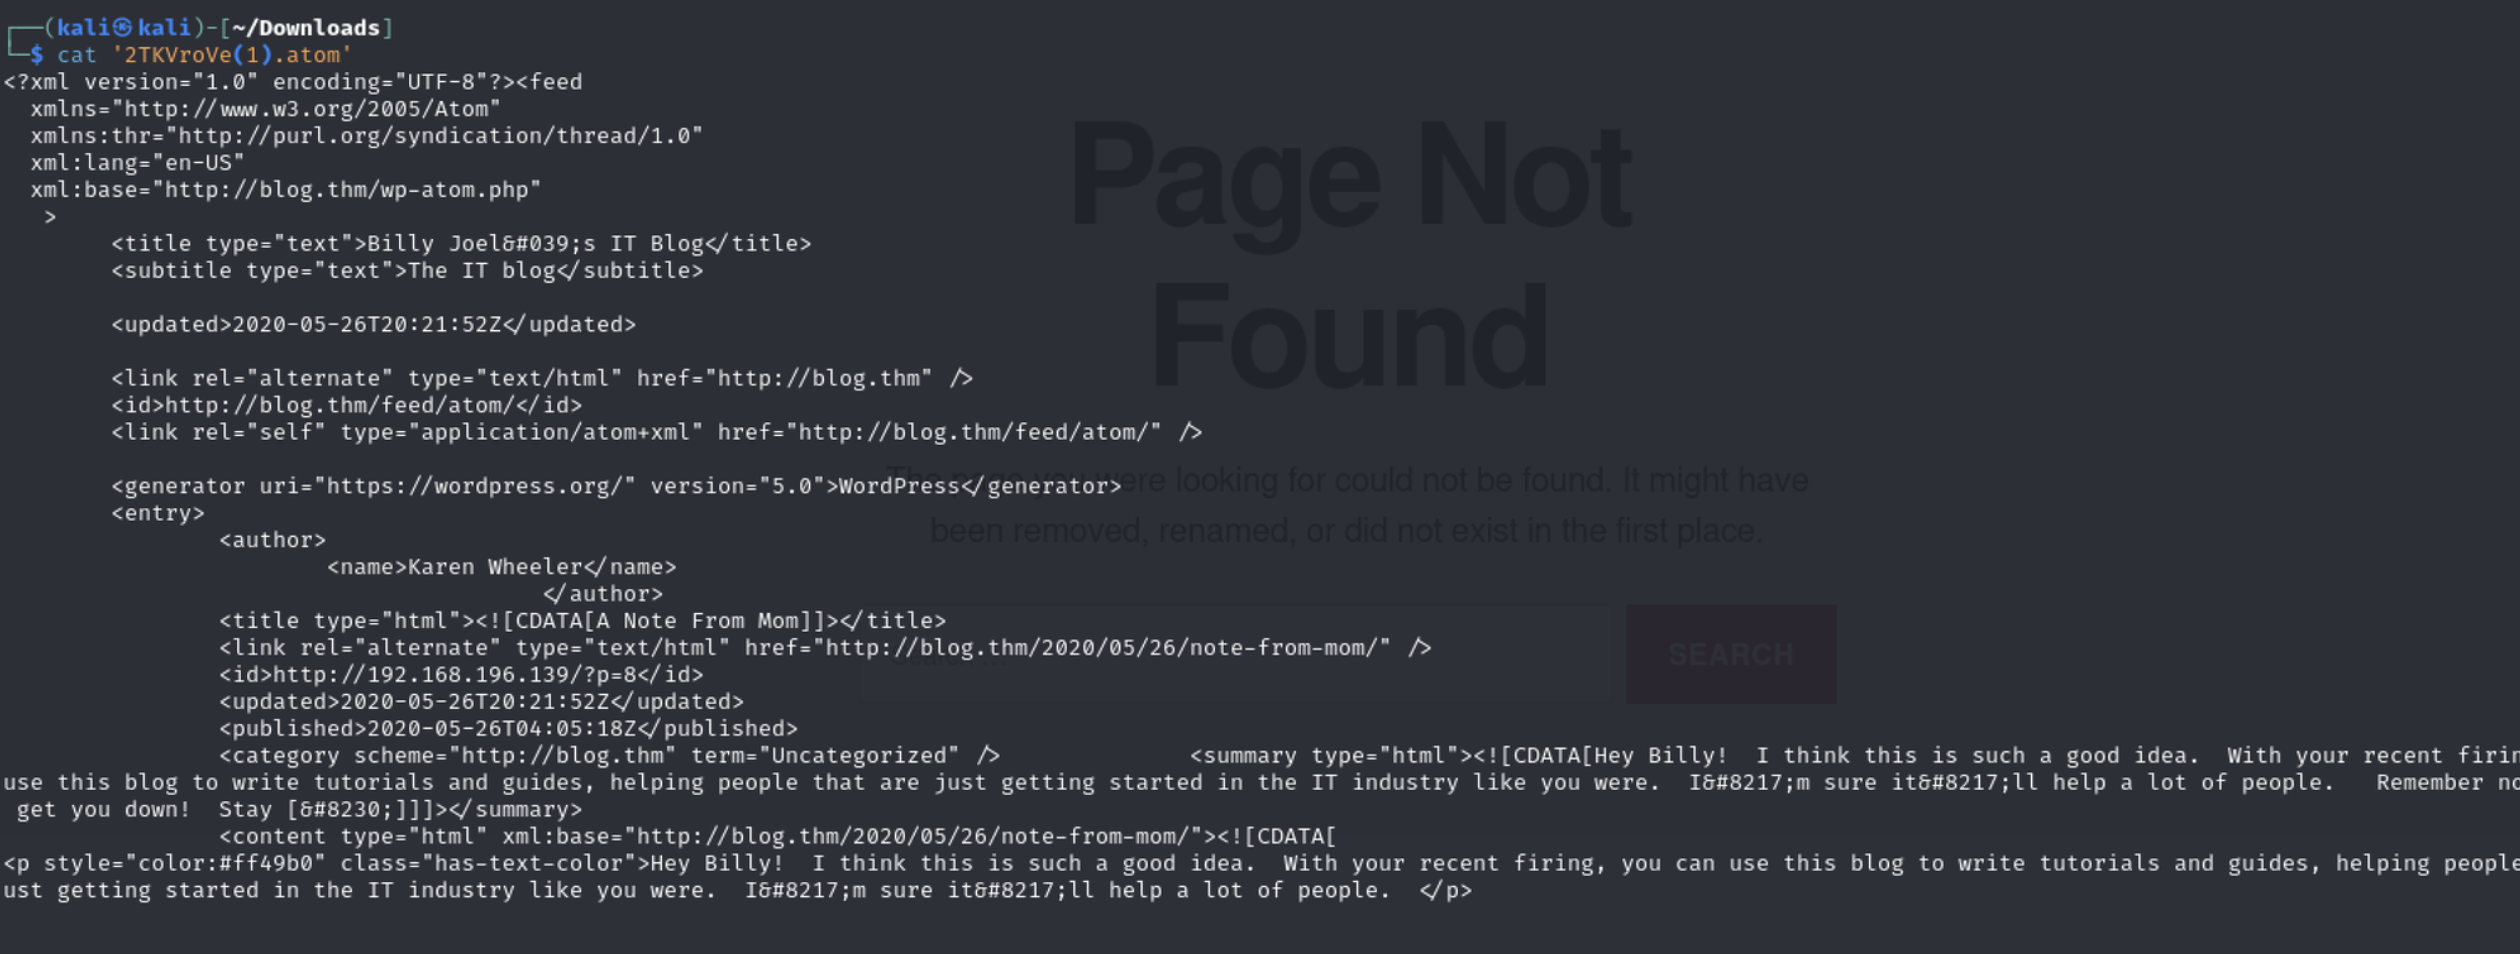 ┌──(kali㉿kali)-[~/Downloads]
└─$ cat '2TKVroVe(1).atom'
<?xml version="1.0" encoding="UTF-8"?><feed
xmlns="http://www.w3.org/2005/Atom"
xmlns:thr="http://purl.org/syndication/thread/1.0"
xml:lang="en-US"
xml:base="http://blog.thm/wp-atom.php"
>
<title type="text">Billy Joel&#039;s IT Blog</title>
<subtitle type="text">The IT blog</subtitle>
<updated>2020-05-26T20:21:52Z</updated>
<link rel="alternate" type="text/html" href="http://blog.thm" />
<id>http://blog.thm/feed/atom/</id>
<link rel="self" type="application/atom+xml" href="http://blog.thm/feed/atom/" />
<generator uri="https://wordpress.org/" version="5.0">WordPress</generator>
<entry>
<author>
<name>Karen Wheeler</name>
</author>
<title type="html"><![CDATA[A Note From Mom]]></title>
<link rel="alternate" type="text/html" href="http://blog.thm/2020/05/26/note-from-mom/" />
<id>http://192.168.196.139/?p=8</id>
<updated>2020-05-26T20:21:52Z</updated>
<published>2020-05-26T04:05:18Z</published>
<category scheme="http://blog.thm" term="Uncategorized" /> <summary type="html"><![CDATA[Hey Billy!  I think this is such a good idea.  With your recent firin
use this blog to write tutorials and guides, helping people that are just getting started in the IT industry like you were.  I&#8217;m sure it&#8217;ll help a lot of people.   Remember no
get you down!  Stay [&#8230;]]]></summary>
<content type="html" xml:base="http://blog.thm/2020/05/26/note-from-mom/"><![CDATA[
<p style="color:#ff49b0" class="has-text-color">Hey Billy!  I think this is such a good idea.  With your recent firing, you can use this blog to write tutorials and guides, helping people
ust getting started in the IT industry like you were.  I&#8217;m sure it&#8217;ll help a lot of people.  </p>
Page Not
Found
The page you were looking for could not be found. It might have
been removed, renamed, or did not exist in the first place.
SEARCH